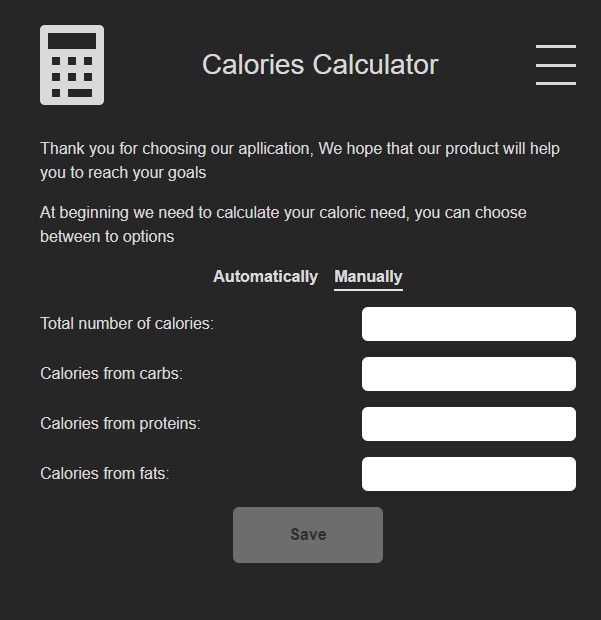 Calories Calculator
Thank you for choosing our apllication, We hope that our product will help
you to reach your goals
At beginning we need to calculate your caloric need, you can choose
between to options
Automatically Manually
Total number of calories:
Calories from carbs:
Calories from proteins:
Calories from fats:
Save